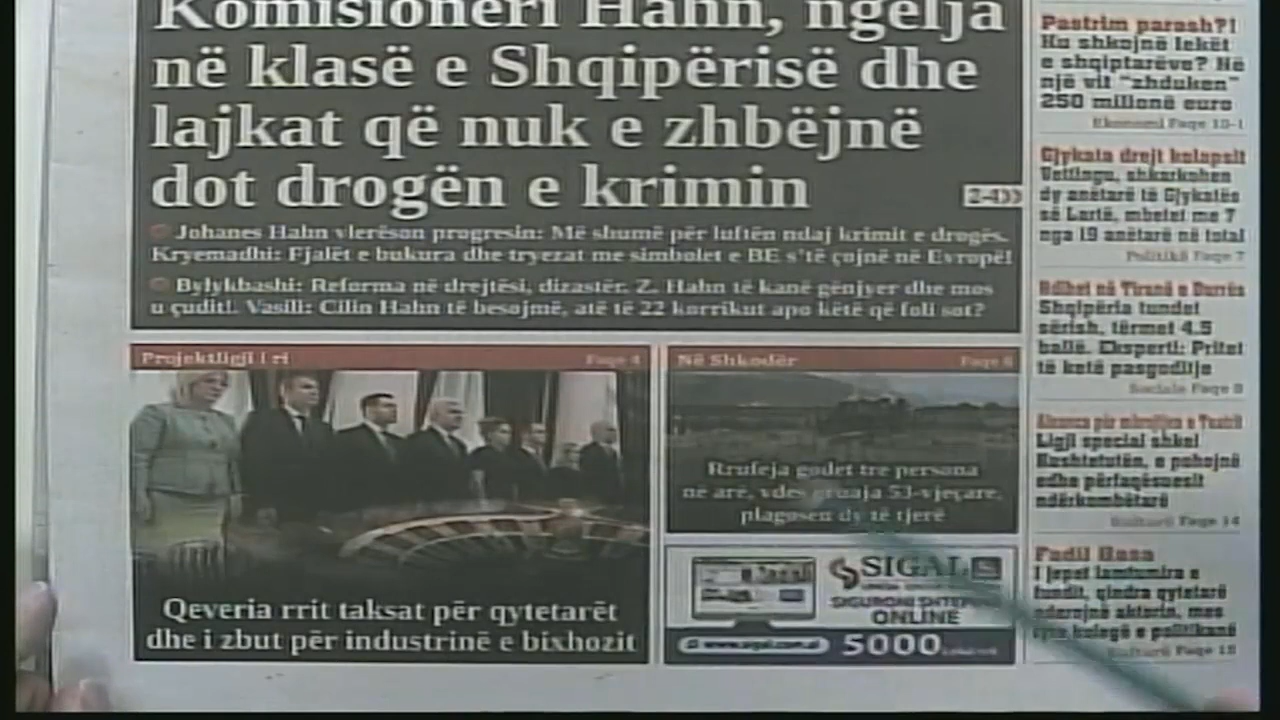 Komisioneri Hahn, ngelja
në klasë e Shqipërisë dhe
lajkat që nuk e zhbëjnë
dot drogën e krimin
2-4
Johanes Hahn vlerëson progresin: Më shumë për luftën ndaj krimit e drogës.
Kryemadhi: Fjalët e bukura dhe tryezat me simbolet e BE s'të çojnë në Evropë!
Bylykbashi: Reforma në drejtësi, dizastër. Z. Hahn të kanë gënjyer dhe mos
u çudit!. Vasili: Cilin Hahn të besojmë, atë të 22 korrikut apo këtë që foli sot?
Projektligji i ri
Faqe 4
Qeveria rrit taksat për qytetarët
dhe i zbut për industrinë e bixhozit
Në Shkodër
Faqe 6
Rrufeja godet tre persona
në arë, vdes gruaja 53-vjeçare,
plagosen dy të tjerë
SIGAL
ONLINE
5000
Pastrim parash?!
Ku shkojnë lekët
e shqiptarëve? Në
një vit "zhduken"
250 milionë euro
Ekonomi Faqe 10-1
Gjykata drejt kolapsit
Vettingu, shkarkohen
dy anëtarë të Gjykatës
së Lartë, mbetet me 7
nga 19 anëtarë në total
Politikë Faqe 7
Ndihet në Tiranë e Durrës
Shqipëria tundet
sërish, tërmet 4.5
ballë. Eksperti: Pritet
të ketë pasgoditje
Sociale Faqe 9
Aleanca për mbrojtjen e Teatrit
Ligji special shkel
Kushtetutën, e pohojnë
edhe përfaqësuesit
ndërkombëtarë
Kulturë Faqe 14
Fadil Hasa
I jepet lamtumira e
fundit, qindra qytetarë
nderojnë aktorin, mes
tyre kolegë e politikanë
Kulturë Faqe 15